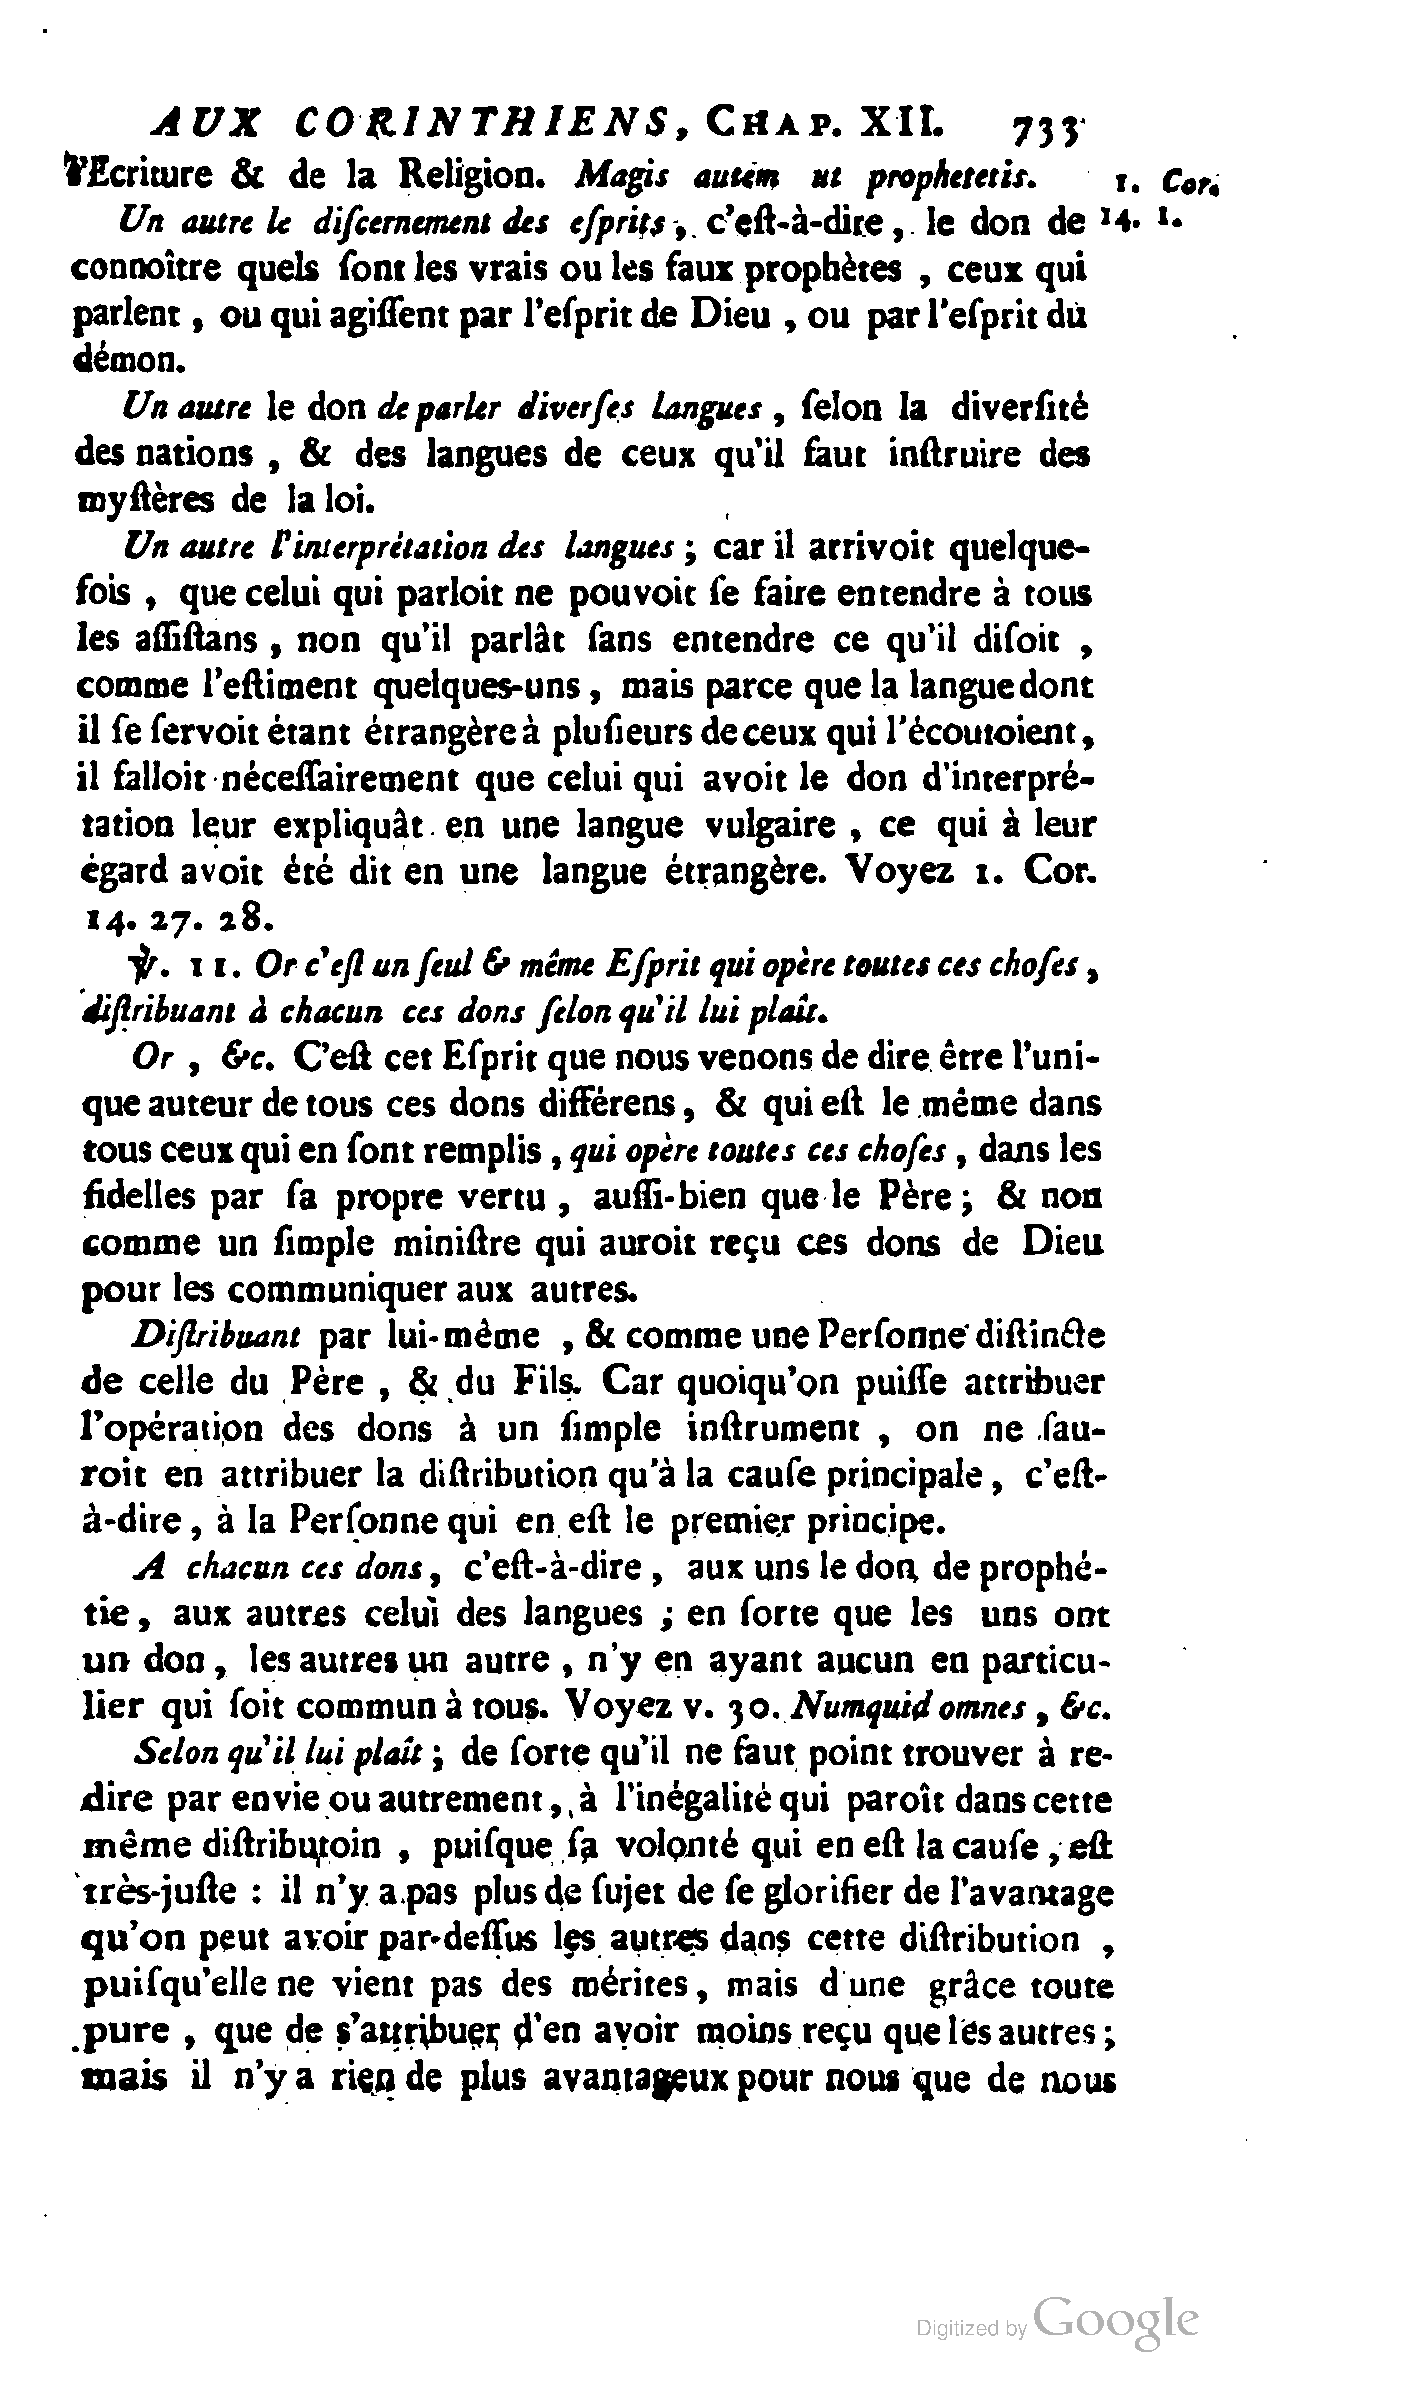 AUX CORINTHIENS, CHAP. XII. 733
l'Ecriture & de la Religion. Magis autèm ut prophetetis. 1. Cor.
Un autre le diſcernement des eſprits, c'eſt-à-dire, le don de 14. 1.
connoître quels ſont les vrais ou les faux prophètes, ceux qui
parlent, ou qui agiſſent par l'eſprit de Dieu, ou par l'eſprit du
démon.
Un autre le don de parler diverſes langues, ſelon la diverſité
des nations, & des langues de ceux qu'il faut inſtruire des
myſtères de la loi.
Un autre l'interprétation des langues; car il arrivoit quelque-
fois, que celui qui parloit ne pouvoit ſe faire entendre à tous
les aſſiſtans, non qu'il parlât ſans entendre ce qu'il diſoit,
comme l'eſtiment quelques-uns, mais parce que la langue dont
il ſe ſervoit étant étrangère à pluſieurs de ceux qui l'écoutoient,
il falloit néceſſairement que celui qui avoit le don d'interpré-
tation leur expliquât en une langue vulgaire, ce qui à leur
égard avoit été dit en une langue étrangère. Voyez 1. Cor.
14. 27. 28.
℣. 11. Or c'eſt un ſeul & même Eſprit qui opère toutes ces choſes,
diſtribuant à chacun ces dons ſelon qu'il lui plaît.
Or, &c. C'eſt cet Eſprit que nous venons de dire être l'uni-
que auteur de tous ces dons différens, & qui eſt le même dans
tous ceux qui en ſont remplis, qui opère toutes ces choſes, dans les
fidelles par ſa propre vertu, auſſi-bien que le Père; & non
comme un ſimple miniſtre qui auroit reçu ces dons de Dieu
pour les communiquer aux autres.
Diſtribuant par lui-même, & comme une Perſonne diſtincte
de celle du Père, & du Fils. Car quoiqu'on puiſſe attribuer
l'opération des dons à un ſimple inſtrument, on ne ſau-
roit en attribuer la diſtribution qu'à la cauſe principale, c'eſt-
à-dire, à la Perſonne qui en eſt le premier principe.
A chacun ces dons, c'eſt-à-dire, aux uns le don de prophé-
tie, aux autres celui des langues; en ſorte que les uns ont
un don, les autres un autre, n'y en ayant aucun en particu-
lier qui ſoit commun à tous. Voyez v. 30. Numquid omnes, &c.
Selon qu'il lui plaît; de ſorte qu'il ne faut point trouver à re-
dire par envie ou autrement, à l'inégalité qui paroît dans cette
même diſtributoin, puiſque ſa volonté qui en eſt la cauſe, eſt
très-juſte : il n'y a pas plus de ſujet de ſe glorifier de l'avantage
qu'on peut avoir par-deſſus les autres dans cette diſtribution,
puiſqu'elle ne vient pas des mérites, mais d'une grâce toute
pure, que de s'attribuer d'en avoir moins reçu que les autres;
mais il n'y a rien de plus avantageux pour nous que de nous
Digitized by Google